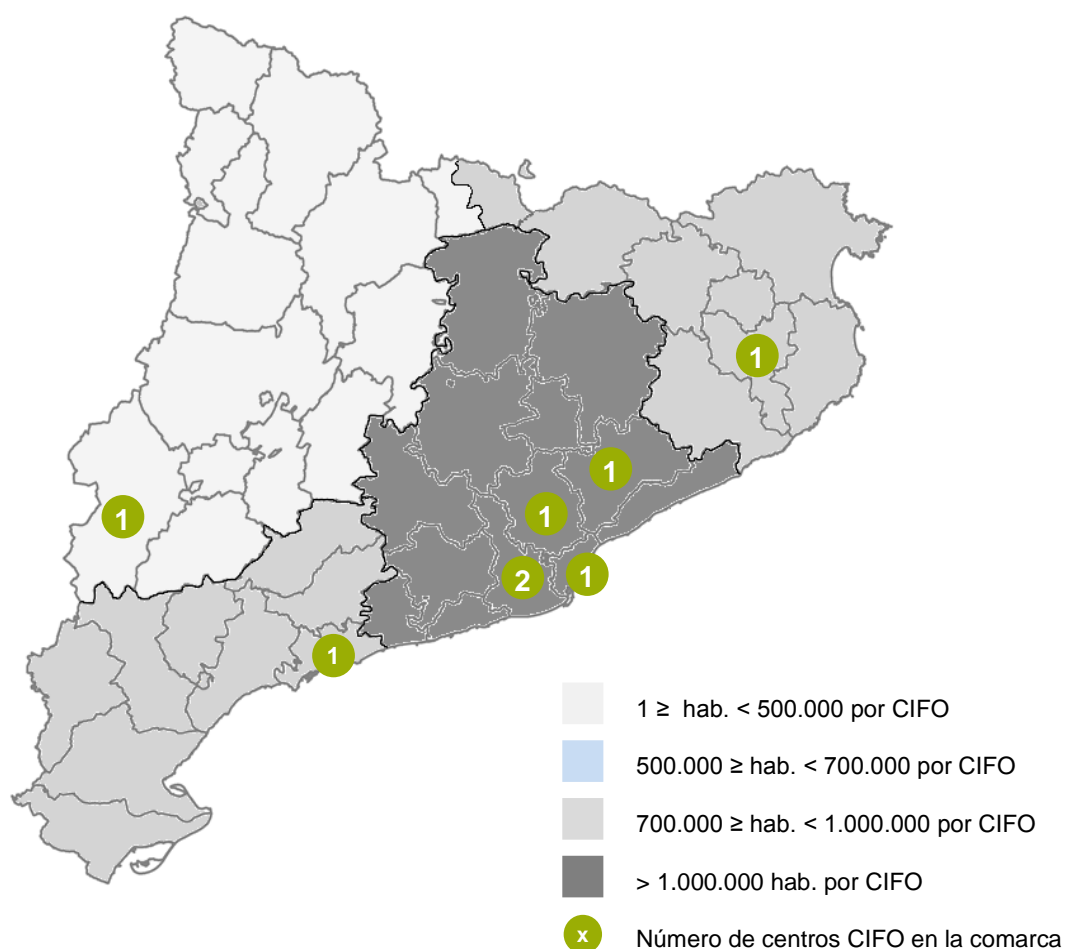 1
1
1
1
2
1
1
1 ≥ hab. < 500.000 por CIFO
500.000 ≥ hab. < 700.000 por CIFO
700.000 ≥ hab. < 1.000.000 por CIFO
> 1.000.000 hab. por CIFO
x Número de centros CIFO en la comarca